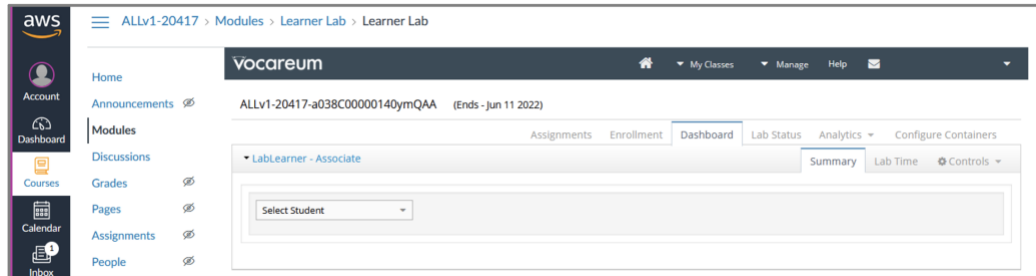 aws
ALLv1-20417 > Modules > Learner Lab > Learner Lab
Account
Dashboard
Courses
Calendar
1
Inbox
Home
Announcements
Modules
Discussions
Grades
Pages
Assignments
People
Vocareum
My Classes
Manage
Help
ALLv1-20417-a038C00000140ymQAA (Ends - Jun 11 2022)
Assignments Enrollment Dashboard Lab Status Analytics Configure Containers
LabLearner - Associate
Summary Lab Time Controls
Select Student